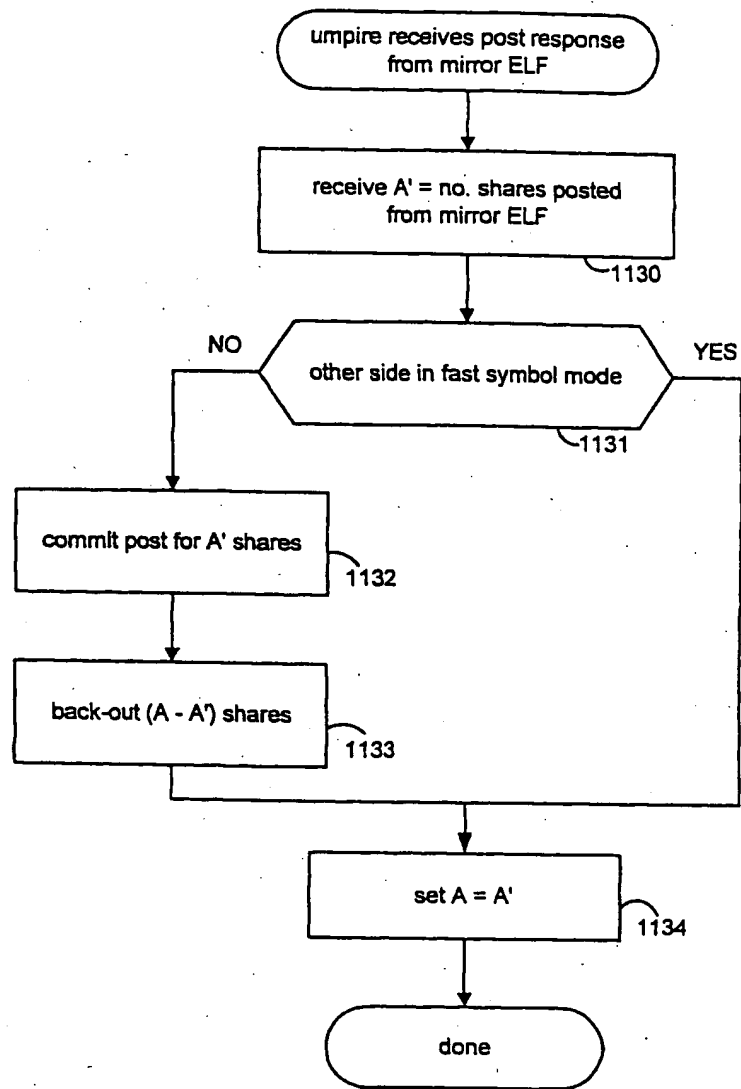 umpire receives post response
from mirror ELF
receive A' = no. shares posted
from mirror ELF
1130
NO
YES
other side in fast symbol mode
1131
commit post for A' shares
1132
back-out (A - A') shares
1133
set A = A'
1134
done